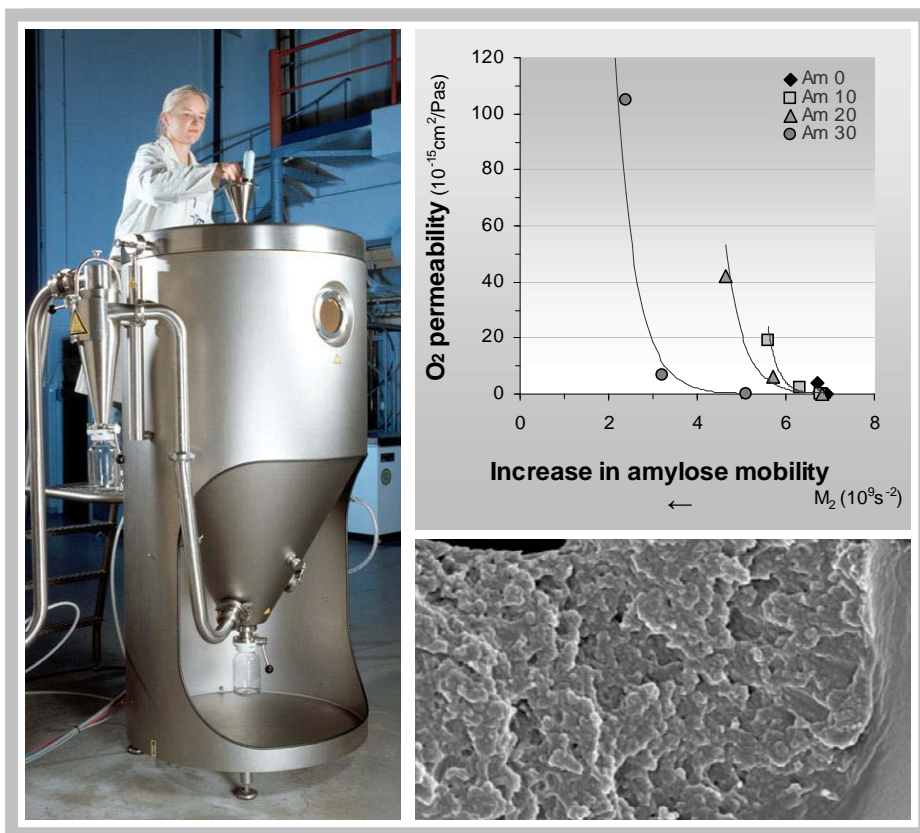 120
100
80
60
40
20
0
O₂ permeability (10⁻¹⁵cm²/Pas)
Am 0
Am 10
Am 20
Am 30
0 2 4 6 8
Increase in amylose mobility
← M₂ (10⁹s⁻²)